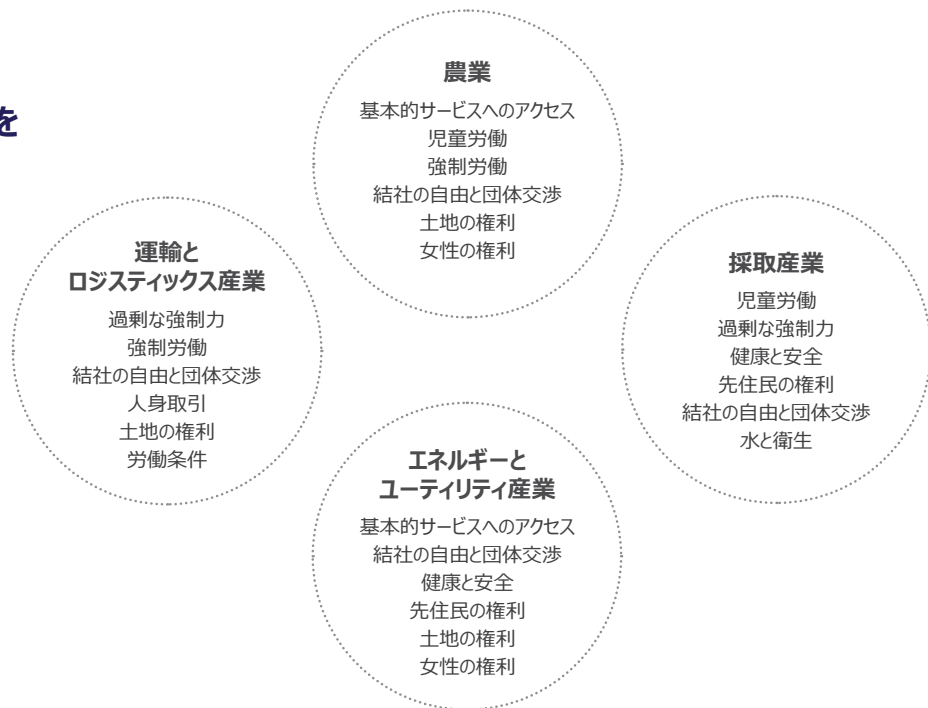 を
農業
基本的サービスへのアクセス
児童労働
強制労働
結社の自由と団体交渉
土地の権利
女性の権利
運輸と
ロジスティックス産業
過剰な強制力
強制労働
結社の自由と団体交渉
人身取引
土地の権利
労働条件
採取産業
児童労働
過剰な強制力
健康と安全
先住民の権利
結社の自由と団体交渉
水と衛生
エネルギーと
ユーティリティ産業
基本的サービスへのアクセス
結社の自由と団体交渉
健康と安全
先住民の権利
土地の権利
女性の権利